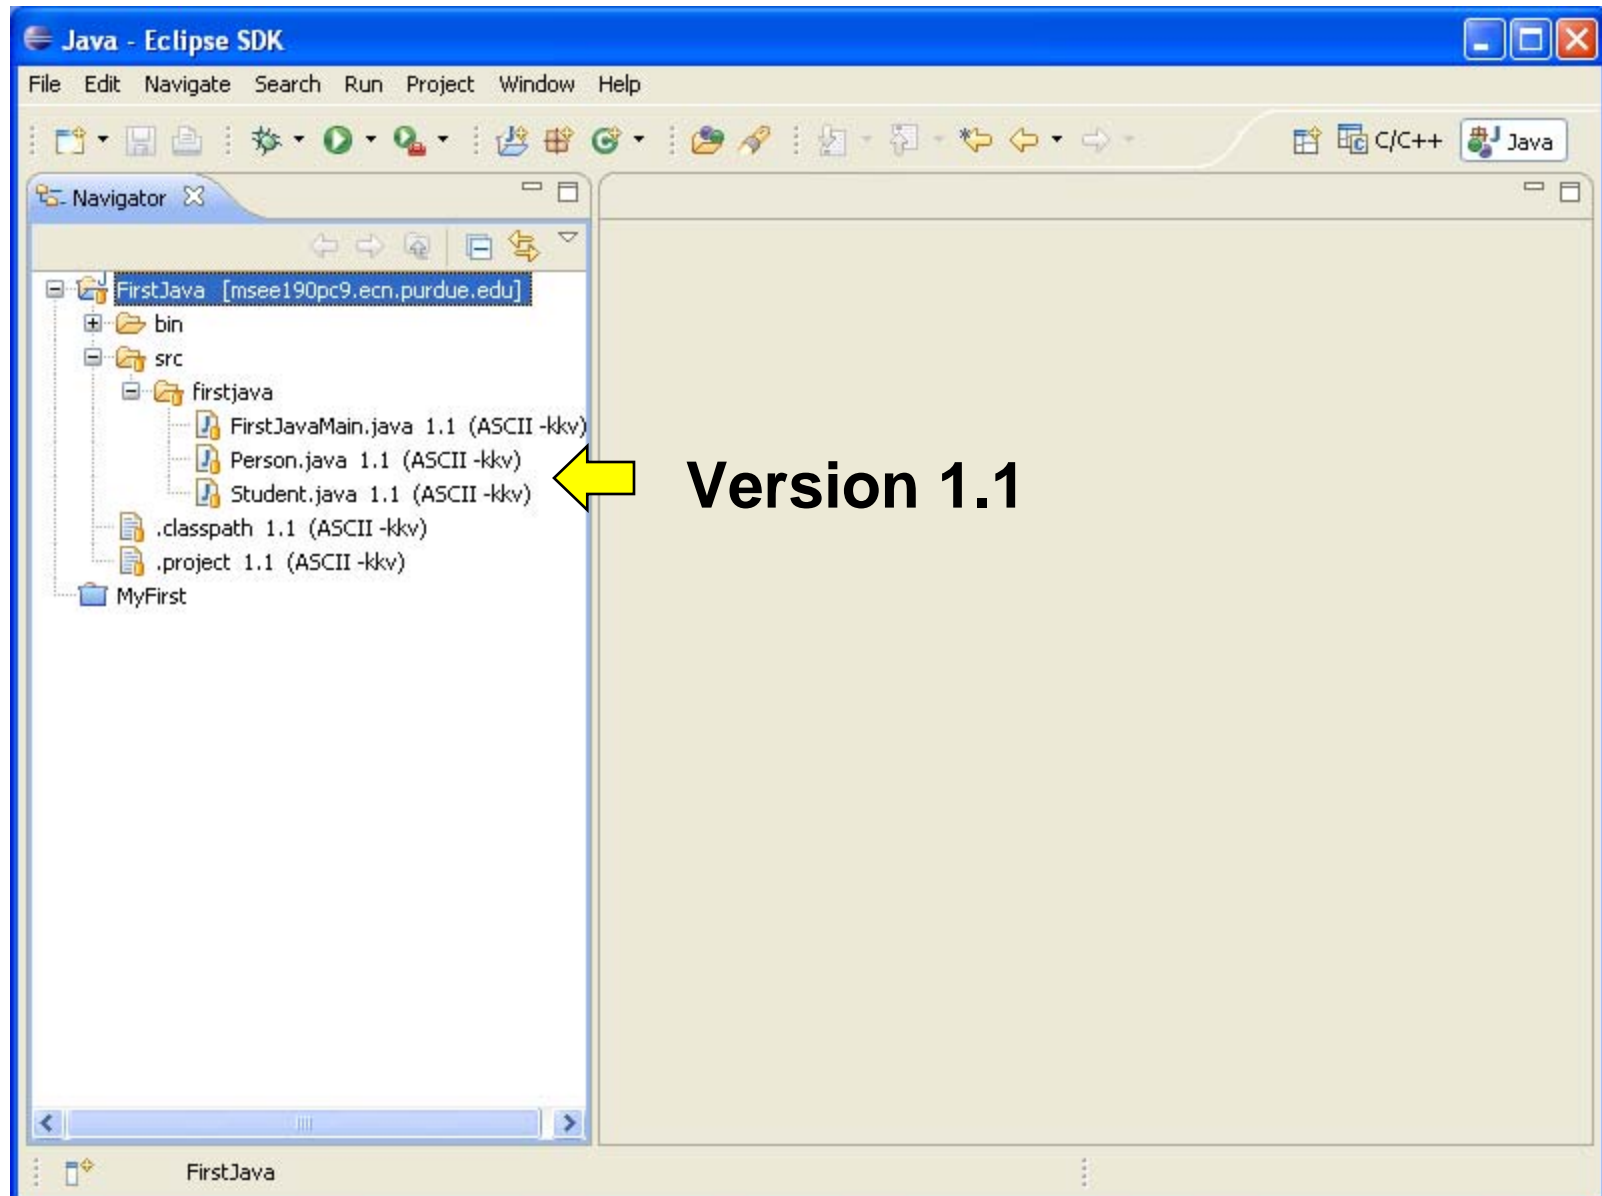 Java - Eclipse SDK
File Edit Navigate Search Run Project Window Help
C/C++ Java
Navigator
FirstJava [msee190pc9.ecn.purdue.edu]
bin
src
firstjava
FirstJavaMain.java 1.1 (ASCII -kkv)
Person.java 1.1 (ASCII -kkv)
Student.java 1.1 (ASCII -kkv)
Version 1.1
.classpath 1.1 (ASCII -kkv)
.project 1.1 (ASCII -kkv)
MyFirst
FirstJava